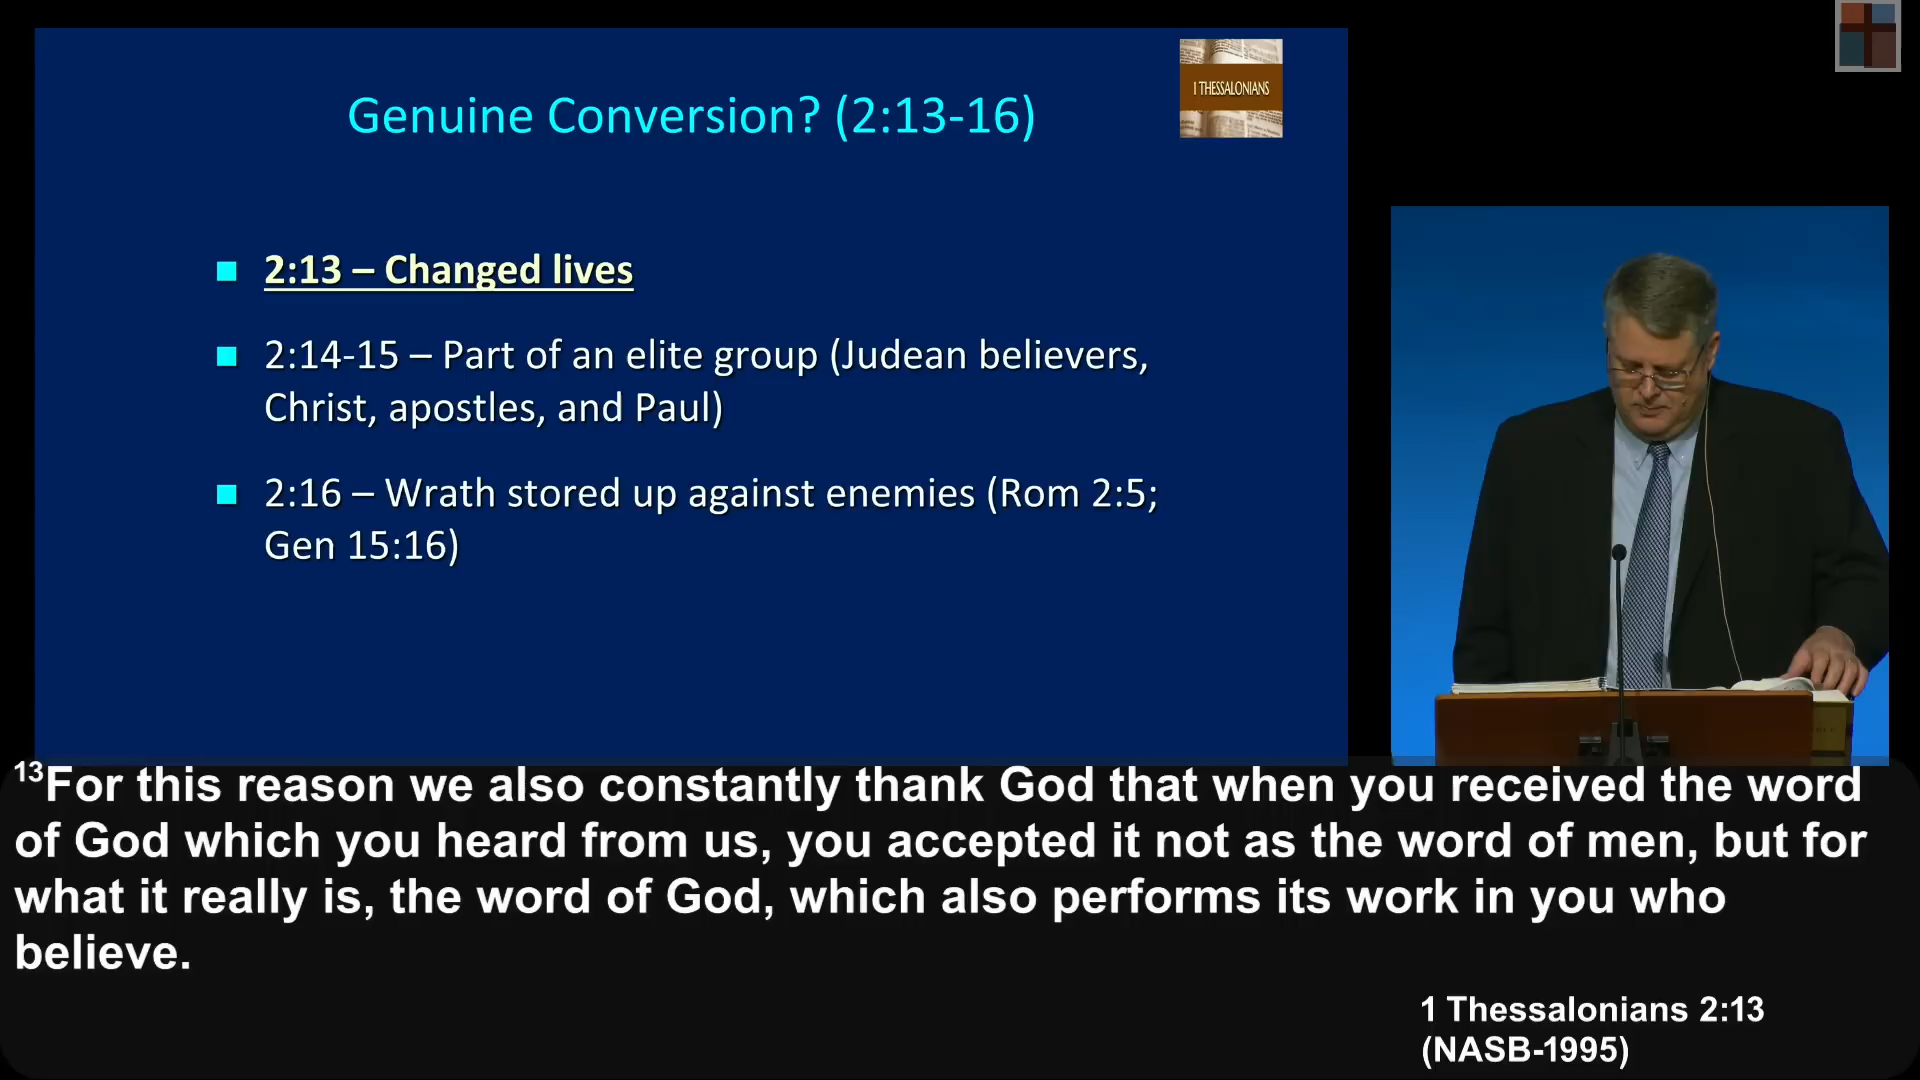 Genuine Conversion? (2:13-16)
1 THESSALONIANS
2:13 – Changed lives
2:14-15 – Part of an elite group (Judean believers,
Christ, apostles, and Paul)
2:16 – Wrath stored up against enemies (Rom 2:5;
Gen 15:16)
13For this reason we also constantly thank God that when you received the word
of God which you heard from us, you accepted it not as the word of men, but for
what it really is, the word of God, which also performs its work in you who
believe.
1 Thessalonians 2:13
(NASB-1995)